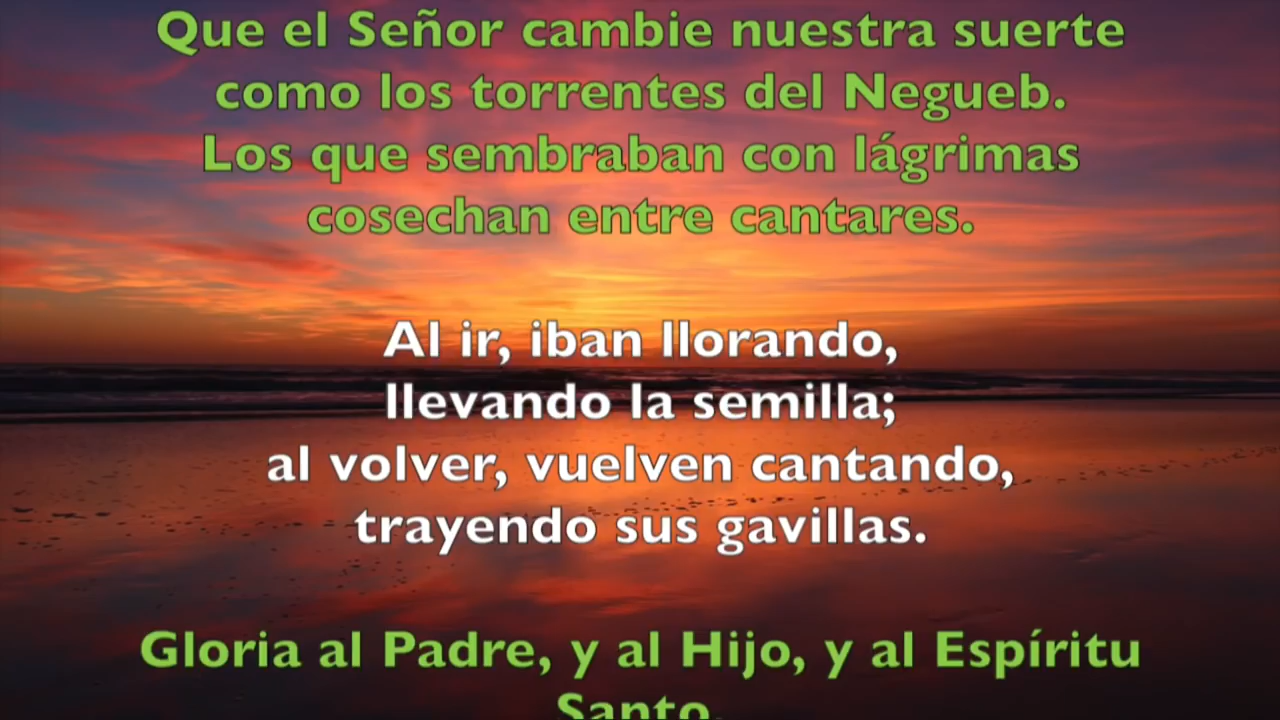 Que el Señor cambie nuestra suerte
como los torrentes del Negueb.
Los que sembraban con lágrimas
cosechan entre cantares.
Al ir, iban llorando,
llevando la semilla;
al volver, vuelven cantando,
trayendo sus gavillas.
Gloria al Padre, y al Hijo, y al Espíritu
Santo.